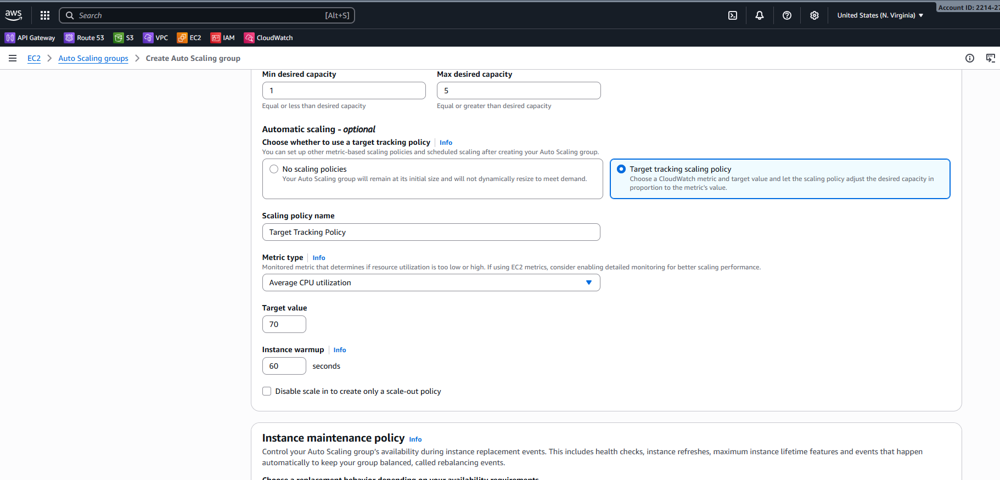 aws
Search
[Alt+S]
United States (N. Virginia)
Account ID: 2214-27
API Gateway
Route 53
S3
VPC
EC2
IAM
CloudWatch
EC2
Auto Scaling groups
Create Auto Scaling group
Min desired capacity
Max desired capacity
1
5
Equal or less than desired capacity
Equal or greater than desired capacity
Automatic scaling - optional
Choose whether to use a target tracking policy
Info
You can set up other metric-based scaling policies and scheduled scaling after creating your Auto Scaling group.
No scaling policies
Your Auto Scaling group will remain at its initial size and will not dynamically resize to meet demand.
Target tracking scaling policy
Choose a CloudWatch metric and target value and let the scaling policy adjust the desired capacity in
proportion to the metric's value.
Scaling policy name
Target Tracking Policy
Metric type
Info
Monitored metric that determines if resource utilization is too low or high. If using EC2 metrics, consider enabling detailed monitoring for better scaling performance.
Average CPU utilization
Target value
70
Instance warmup
Info
60
seconds
Disable scale in to create only a scale-out policy
Instance maintenance policy
Info
Control your Auto Scaling group's availability during instance replacement events. This includes health checks, instance refreshes, maximum instance lifetime features and events that happen
automatically to keep your group balanced, called rebalancing events.
Choose a replacement behavior depending on your availability requirements